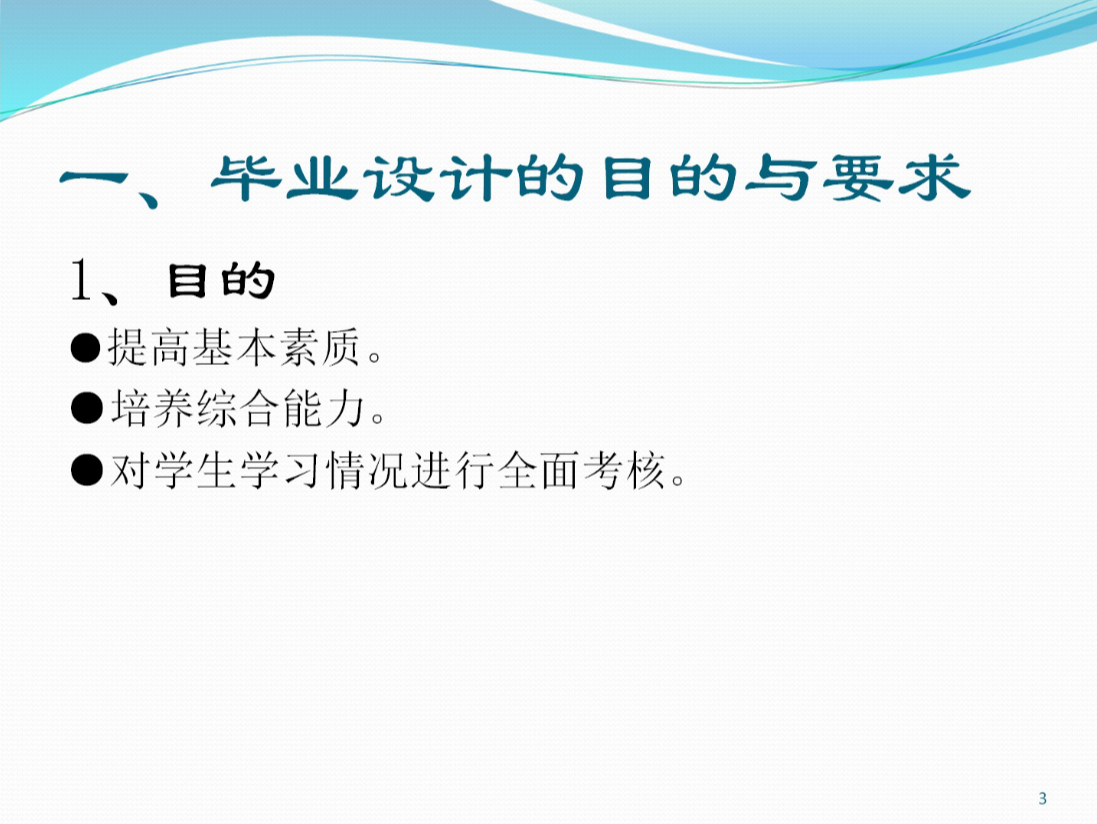 一、毕业设计的目的与要求
1、目的
●提高基本素质。
●培养综合能力。
●对学生学习情况进行全面考核。
3